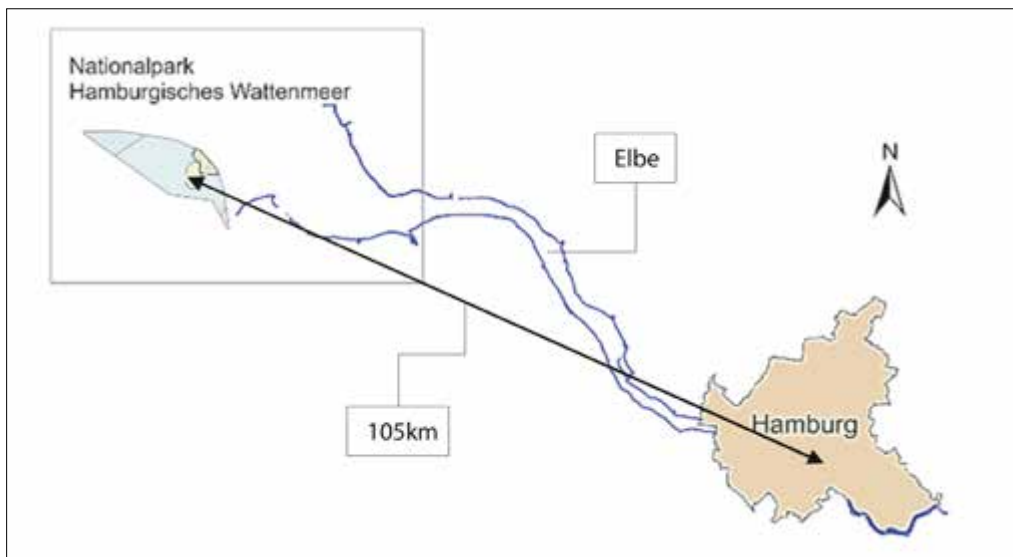 Nationalpark
Hamburgisches Wattenmeer
Elbe
N
105km
Hamburg